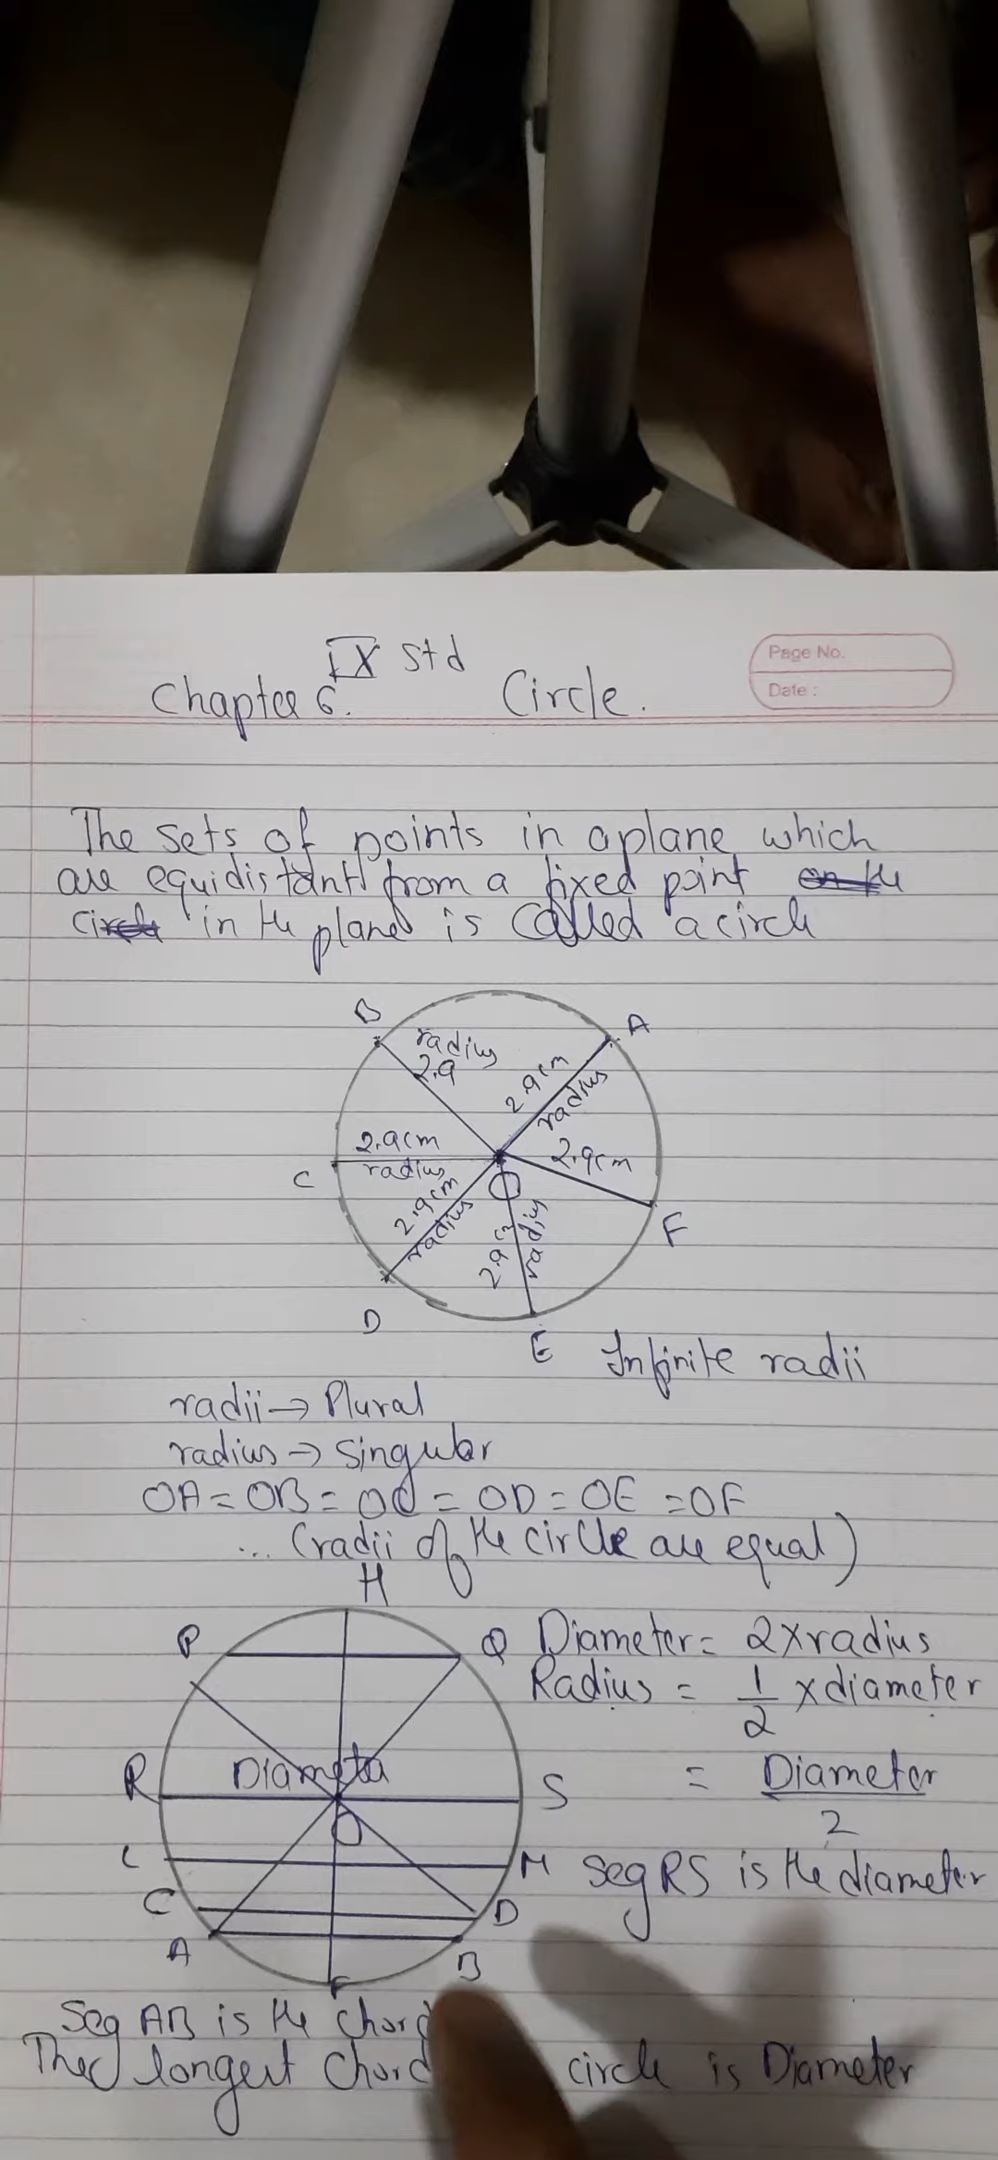 IX Std
Chapter 6. Circle.
Page No.
Date :
The sets of points in a plane which
are equidistant from a fixed point on the
circle in the plane is called a circle
B
A
radius
2.9
2.9cm
radius
2.9cm
radius
2.9cm
C
2.9cm
radius
O
2.9cm
radius
F
D
E
Infinite radii
radii → Plural
radius → Singular
OA = OB = OC = OD = OE = OF
... (radii of the circle are equal)
H
P
Q
Diameter = 2 x radius
Radius = 1/2 x diameter
Diameta
R
S
= Diameter
2
O
L
M
seg RS is the diameter
C
D
A
B
Seg AB is the chord
The longest chord circle is Diameter